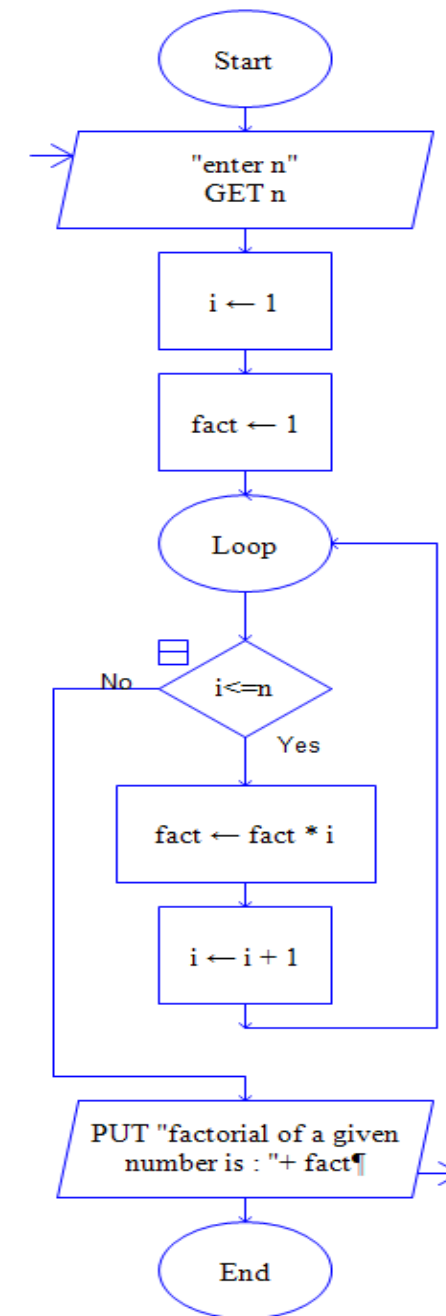 Start
"enter n"
GET n
i ← 1
fact ← 1
Loop
No
i<=n
Yes
fact ← fact * i
i ← i + 1
PUT "factorial of a given
number is : "+ fact¶
End